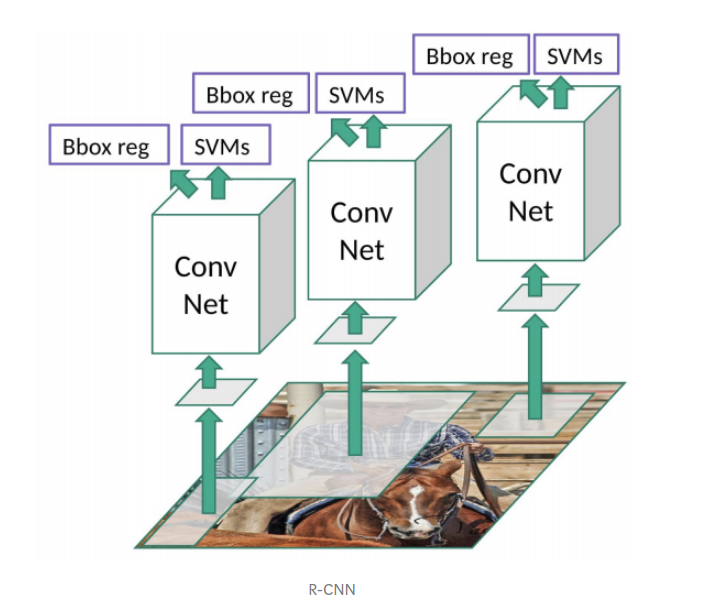 Bbox reg
SVMs
Bbox reg
SVMs
Bbox reg
SVMs
Conv
Net
Conv
Net
Conv
Net
R-CNN